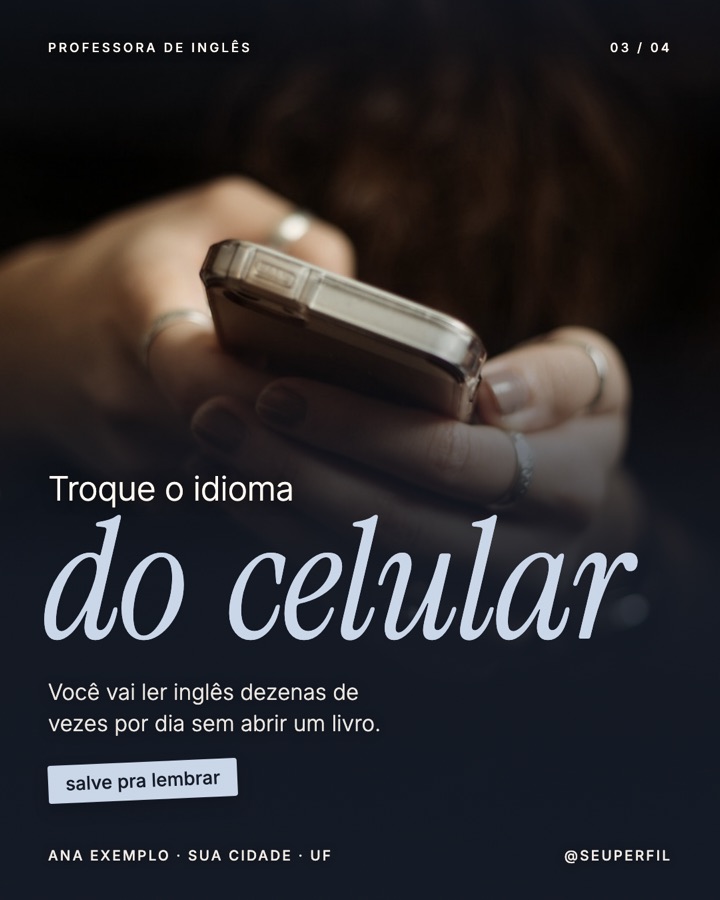 PROFESSORA DE INGLÊS
03 / 04
Troque o idioma
do celular
Você vai ler inglês dezenas de
vezes por dia sem abrir um livro.
salve pra lembrar
ANA EXEMPLO · SUA CIDADE · UF
@SEUPERFIL